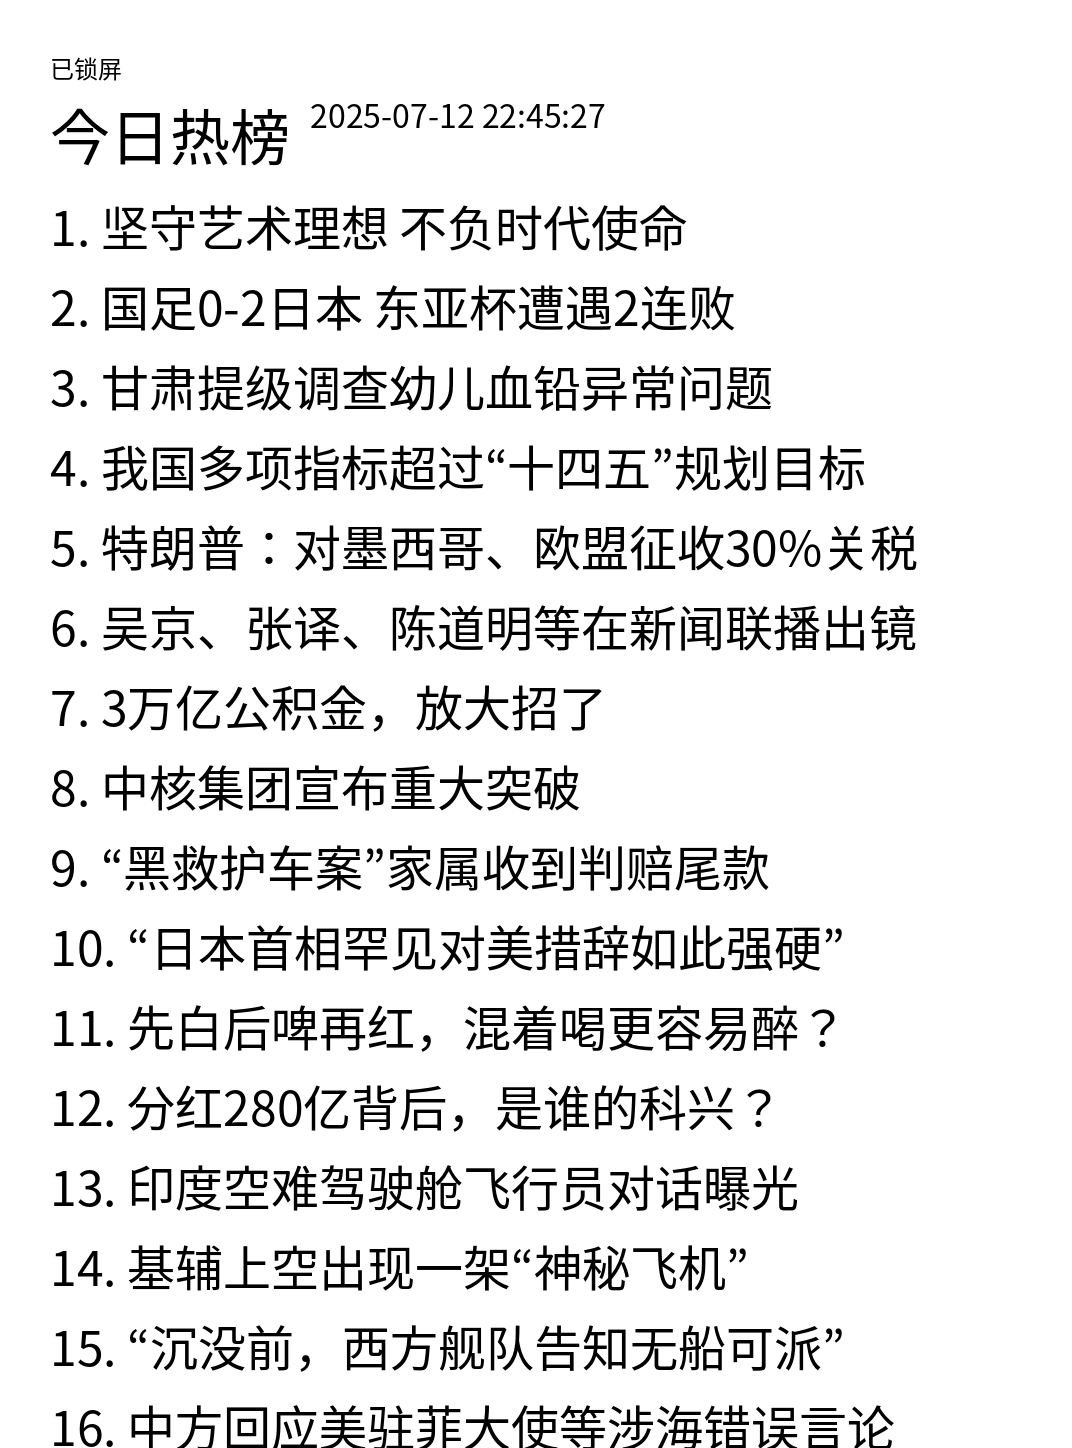 已锁屏
今日热榜 2025-07-12 22:45:27
1. 坚守艺术理想 不负时代使命
2. 国足0-2日本 东亚杯遭遇2连败
3. 甘肃提级调查幼儿血铅异常问题
4. 我国多项指标超过“十四五”规划目标
5. 特朗普：对墨西哥、欧盟征收30%关税
6. 吴京、张译、陈道明等在新闻联播出镜
7. 3万亿公积金，放大招了
8. 中核集团宣布重大突破
9. “黑救护车案”家属收到判赔尾款
10. “日本首相罕见对美措辞如此强硬”
11. 先白后啤再红，混着喝更容易醉？
12. 分红280亿背后，是谁的科兴？
13. 印度空难驾驶舱飞行员对话曝光
14. 基辅上空出现一架“神秘飞机”
15. “沉没前，西方舰队告知无船可派”
16. 中方回应美驻菲大使等涉海错误言论